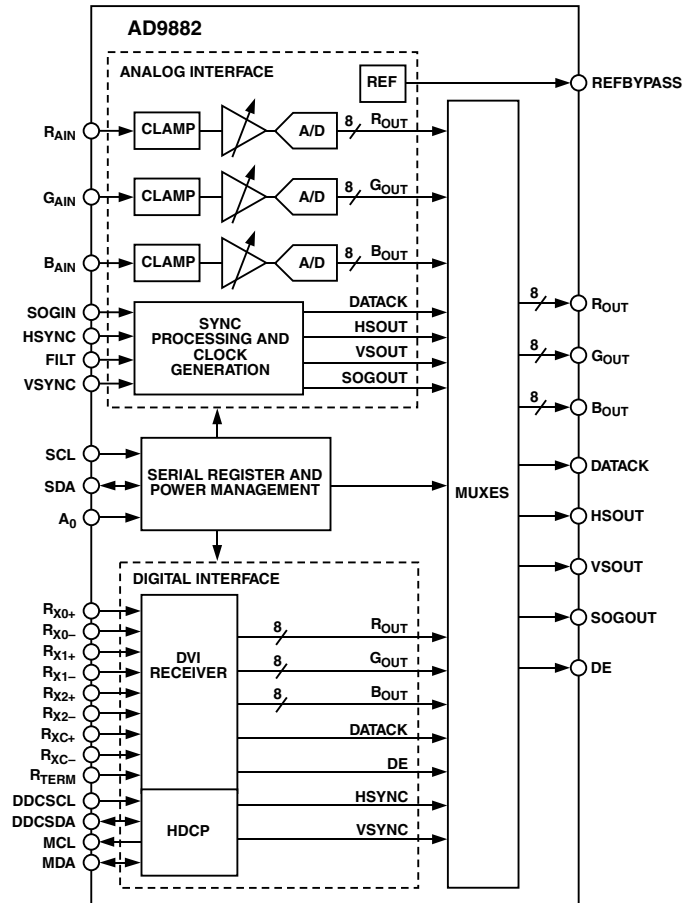 AD9882
ANALOG INTERFACE
REF
REFBYPASS
RAIN
CLAMP
A/D
8
ROUT
GAIN
CLAMP
A/D
8
GOUT
BAIN
CLAMP
A/D
8
BOUT
SOGIN
HSYNC
FILT
VSYNC
SYNC
PROCESSING AND
CLOCK
GENERATION
DATACK
HSOUT
VSOUT
SOGOUT
SCL
SDA
A0
SERIAL REGISTER AND
POWER MANAGEMENT
MUXES
8
ROUT
8
GOUT
8
BOUT
DATACK
HSOUT
VSOUT
SOGOUT
DE
DIGITAL INTERFACE
RX0+
RX0–
RX1+
RX1–
RX2+
RX2–
RXC+
RXC–
RTERM
DDCSCL
DDCSDA
MCL
MDA
DVI
RECEIVER
HDCP
8
ROUT
8
GOUT
8
BOUT
DATACK
DE
HSYNC
VSYNC